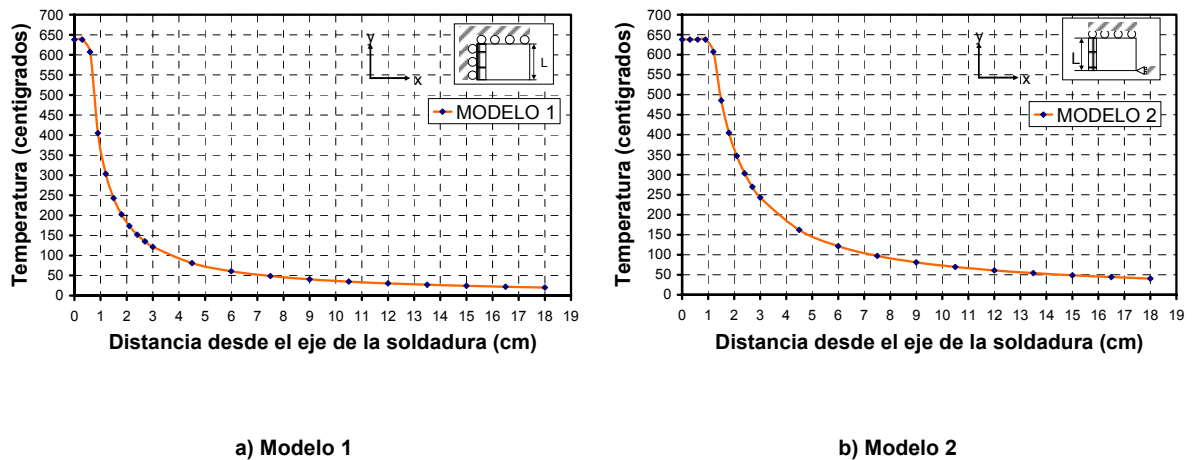 Temperatura (centigrados)
700
650
600
550
500
450
400
350
300
250
200
150
100
50
0
y
x
L
MODELO 1
0 1 2 3 4 5 6 7 8 9 10 11 12 13 14 15 16 17 18 19
Distancia desde el eje de la soldadura (cm)
a) Modelo 1
Temperatura (centigrados)
700
650
600
550
500
450
400
350
300
250
200
150
100
50
0
y
x
L
MODELO 2
0 1 2 3 4 5 6 7 8 9 10 11 12 13 14 15 16 17 18 19
Distancia desde el eje de la soldadura (cm)
b) Modelo 2